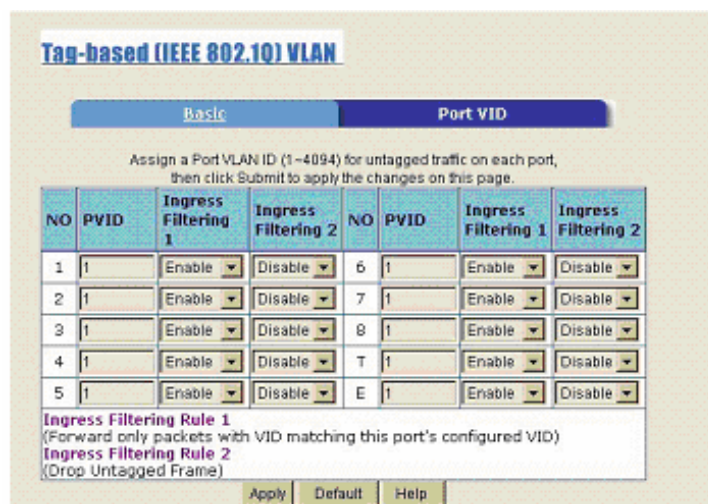 Tag-based (IEEE 802.1Q) VLAN
Basic Port VID
Assign a Port VLAN ID (1~4094) for untagged traffic on each port,
then click Submit to apply the changes on this page.
NO PVID Ingress Filtering 1 Ingress Filtering 2 NO PVID Ingress Filtering 1 Ingress Filtering 2
1 1 Enable Disable 6 1 Enable Disable
2 1 Enable Disable 7 1 Enable Disable
3 1 Enable Disable 8 1 Enable Disable
4 1 Enable Disable T 1 Enable Disable
5 1 Enable Disable E 1 Enable Disable
Ingress Filtering Rule 1
(Forward only packets with VID matching this port's configured VID)
Ingress Filtering Rule 2
(Drop Untagged Frame)
Apply Default Help